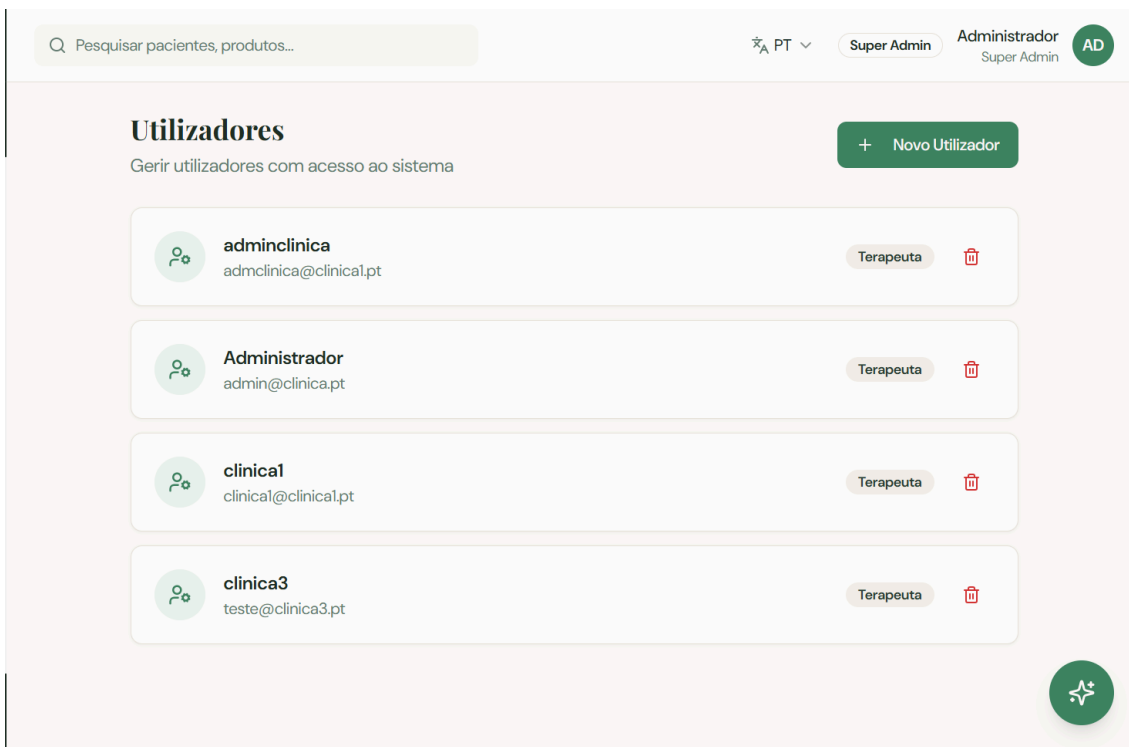 Pesquisar pacientes, produtos...
PT
Super Admin
Administrador
Super Admin
AD
Utilizadores
Gerir utilizadores com acesso ao sistema
+ Novo Utilizador
adminclinica
admclinica@clinica1.pt
Terapeuta
Administrador
admin@clinica.pt
Terapeuta
clinica1
clinica1@clinica1.pt
Terapeuta
clinica3
teste@clinica3.pt
Terapeuta